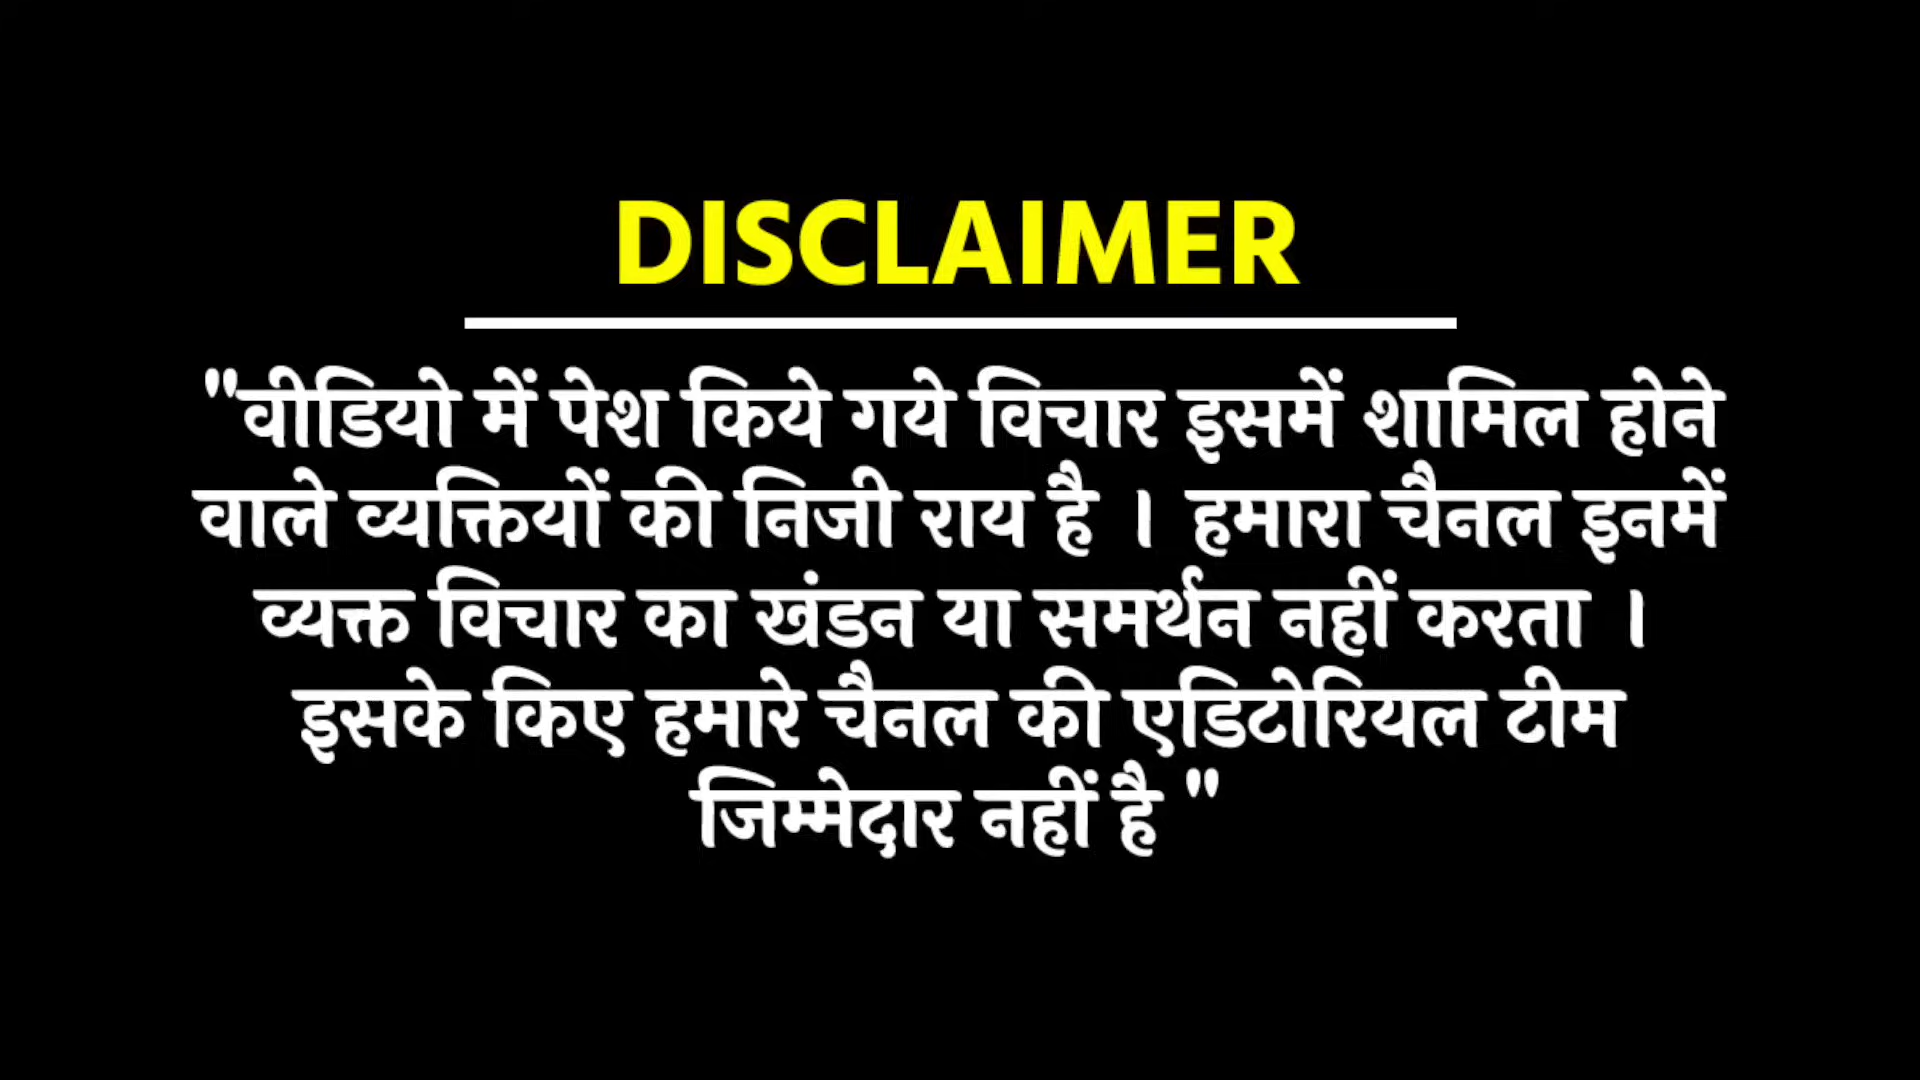 DISCLAIMER
"वीडियो में पेश किये गये विचार इसमें शामिल होने
वाले व्यक्तियों की निजी राय है । हमारा चैनल इनमें
व्यक्त विचार का खंडन या समर्थन नहीं करता ।
इसके किए हमारे चैनल की एडिटोरियल टीम
जिम्मेदार नहीं है "